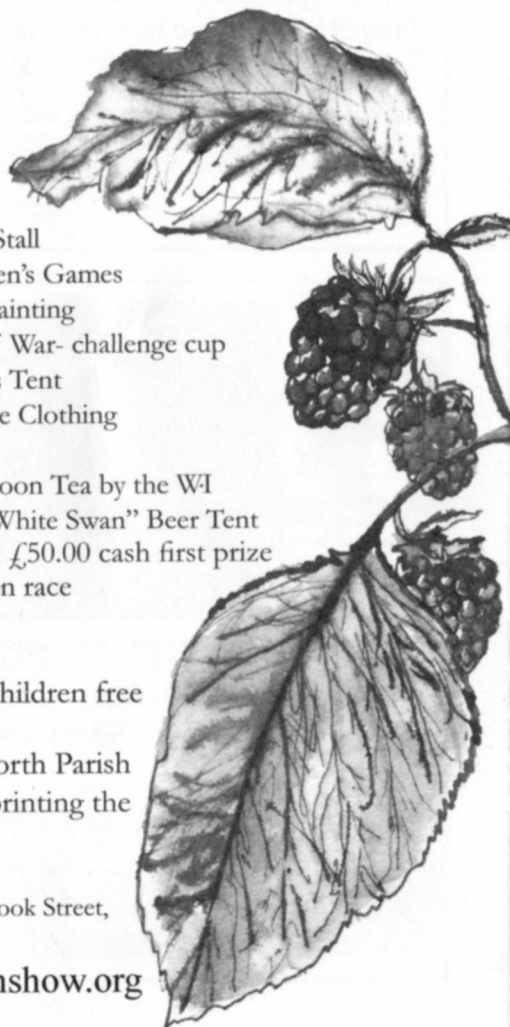 Stall
en's Games
ainting
War- challenge cup
s Tent
e Clothing
oon Tea by the W-I
White Swan” Beer Tent
£50.00 cash first prize
n race
hildren free
orth Parish
printing the
ook Street,
nshow.org